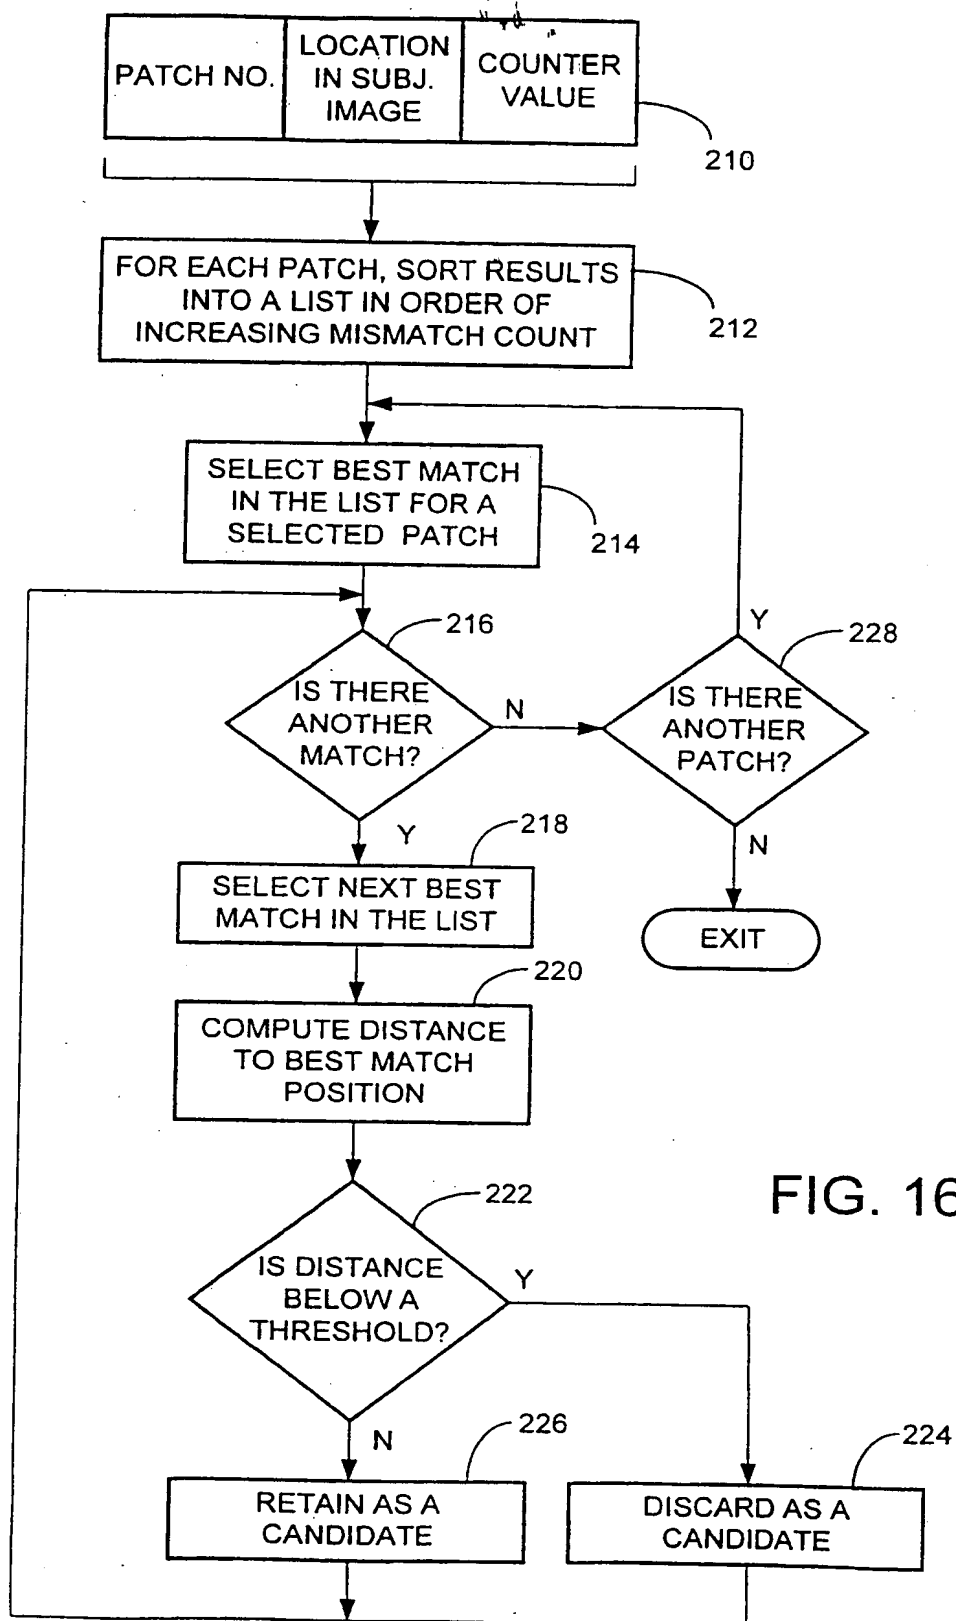 PATCH NO.
LOCATION
IN SUBJ.
IMAGE
COUNTER
VALUE
210
FOR EACH PATCH, SORT RESULTS
INTO A LIST IN ORDER OF
INCREASING MISMATCH COUNT
212
SELECT BEST MATCH
IN THE LIST FOR A
SELECTED PATCH
214
216
IS THERE
ANOTHER
MATCH?
N
Y
228
IS THERE
ANOTHER
PATCH?
Y
N
EXIT
218
SELECT NEXT BEST
MATCH IN THE LIST
220
COMPUTE DISTANCE
TO BEST MATCH
POSITION
FIG. 16
222
IS DISTANCE
BELOW A
THRESHOLD?
Y
N
226
RETAIN AS A
CANDIDATE
224
DISCARD AS A
CANDIDATE